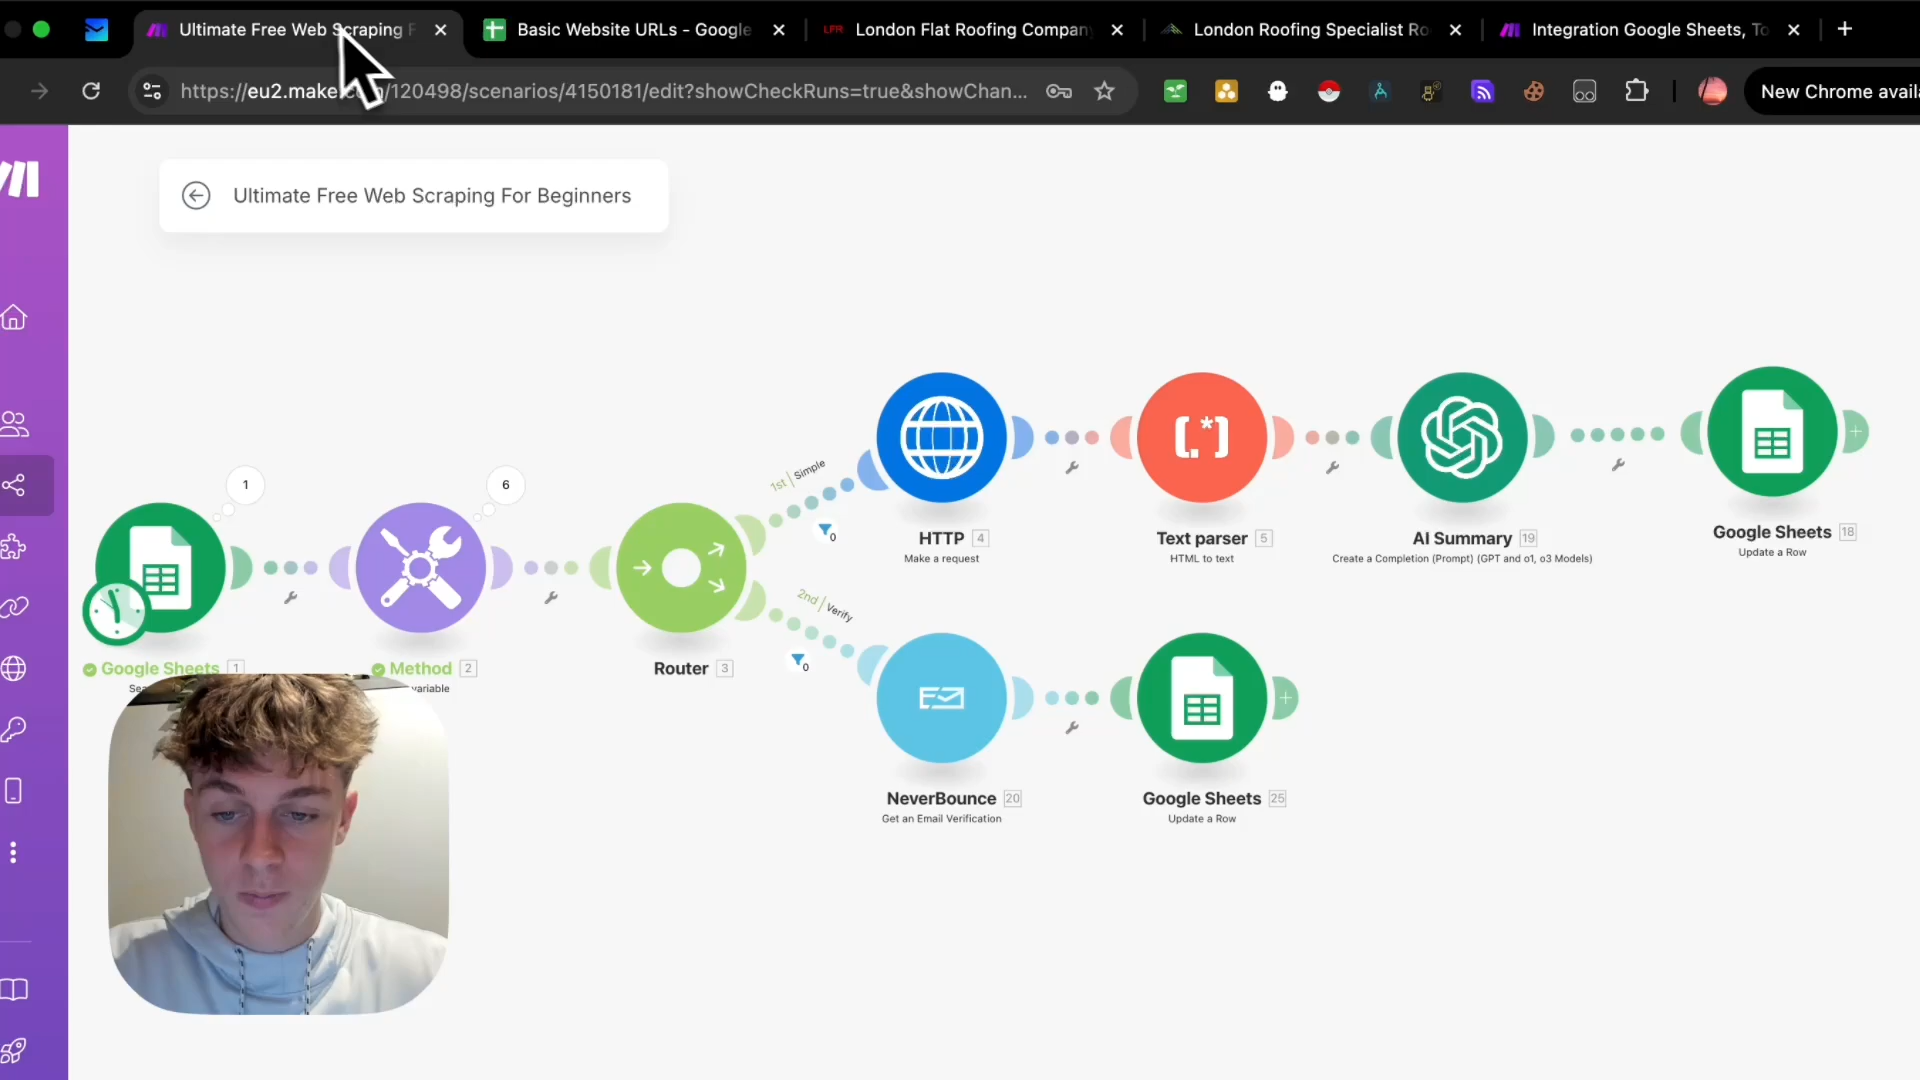 Ultimate Free Web Scraping F
Basic Website URLs - Google
LFR
London Flat Roofing Company
London Roofing Specialist Ro
Integration Google Sheets, To
https://eu2.make
/120498/scenarios/4150181/edit?showCheckRuns=true&showChan...
New Chrome availa
Ultimate Free Web Scraping For Beginners
1
6
1st | Simple
0
2nd | Verify
0
[.*]
HTTP 4
Make a request
Text parser 5
HTML to text
AI Summary 19
Create a Completion (Prompt) (GPT and o1, o3 Models)
Google Sheets 18
Update a Row
Google Sheets 1
Sea
Method 2
variable
Router 3
NeverBounce 20
Get an Email Verification
Google Sheets 25
Update a Row